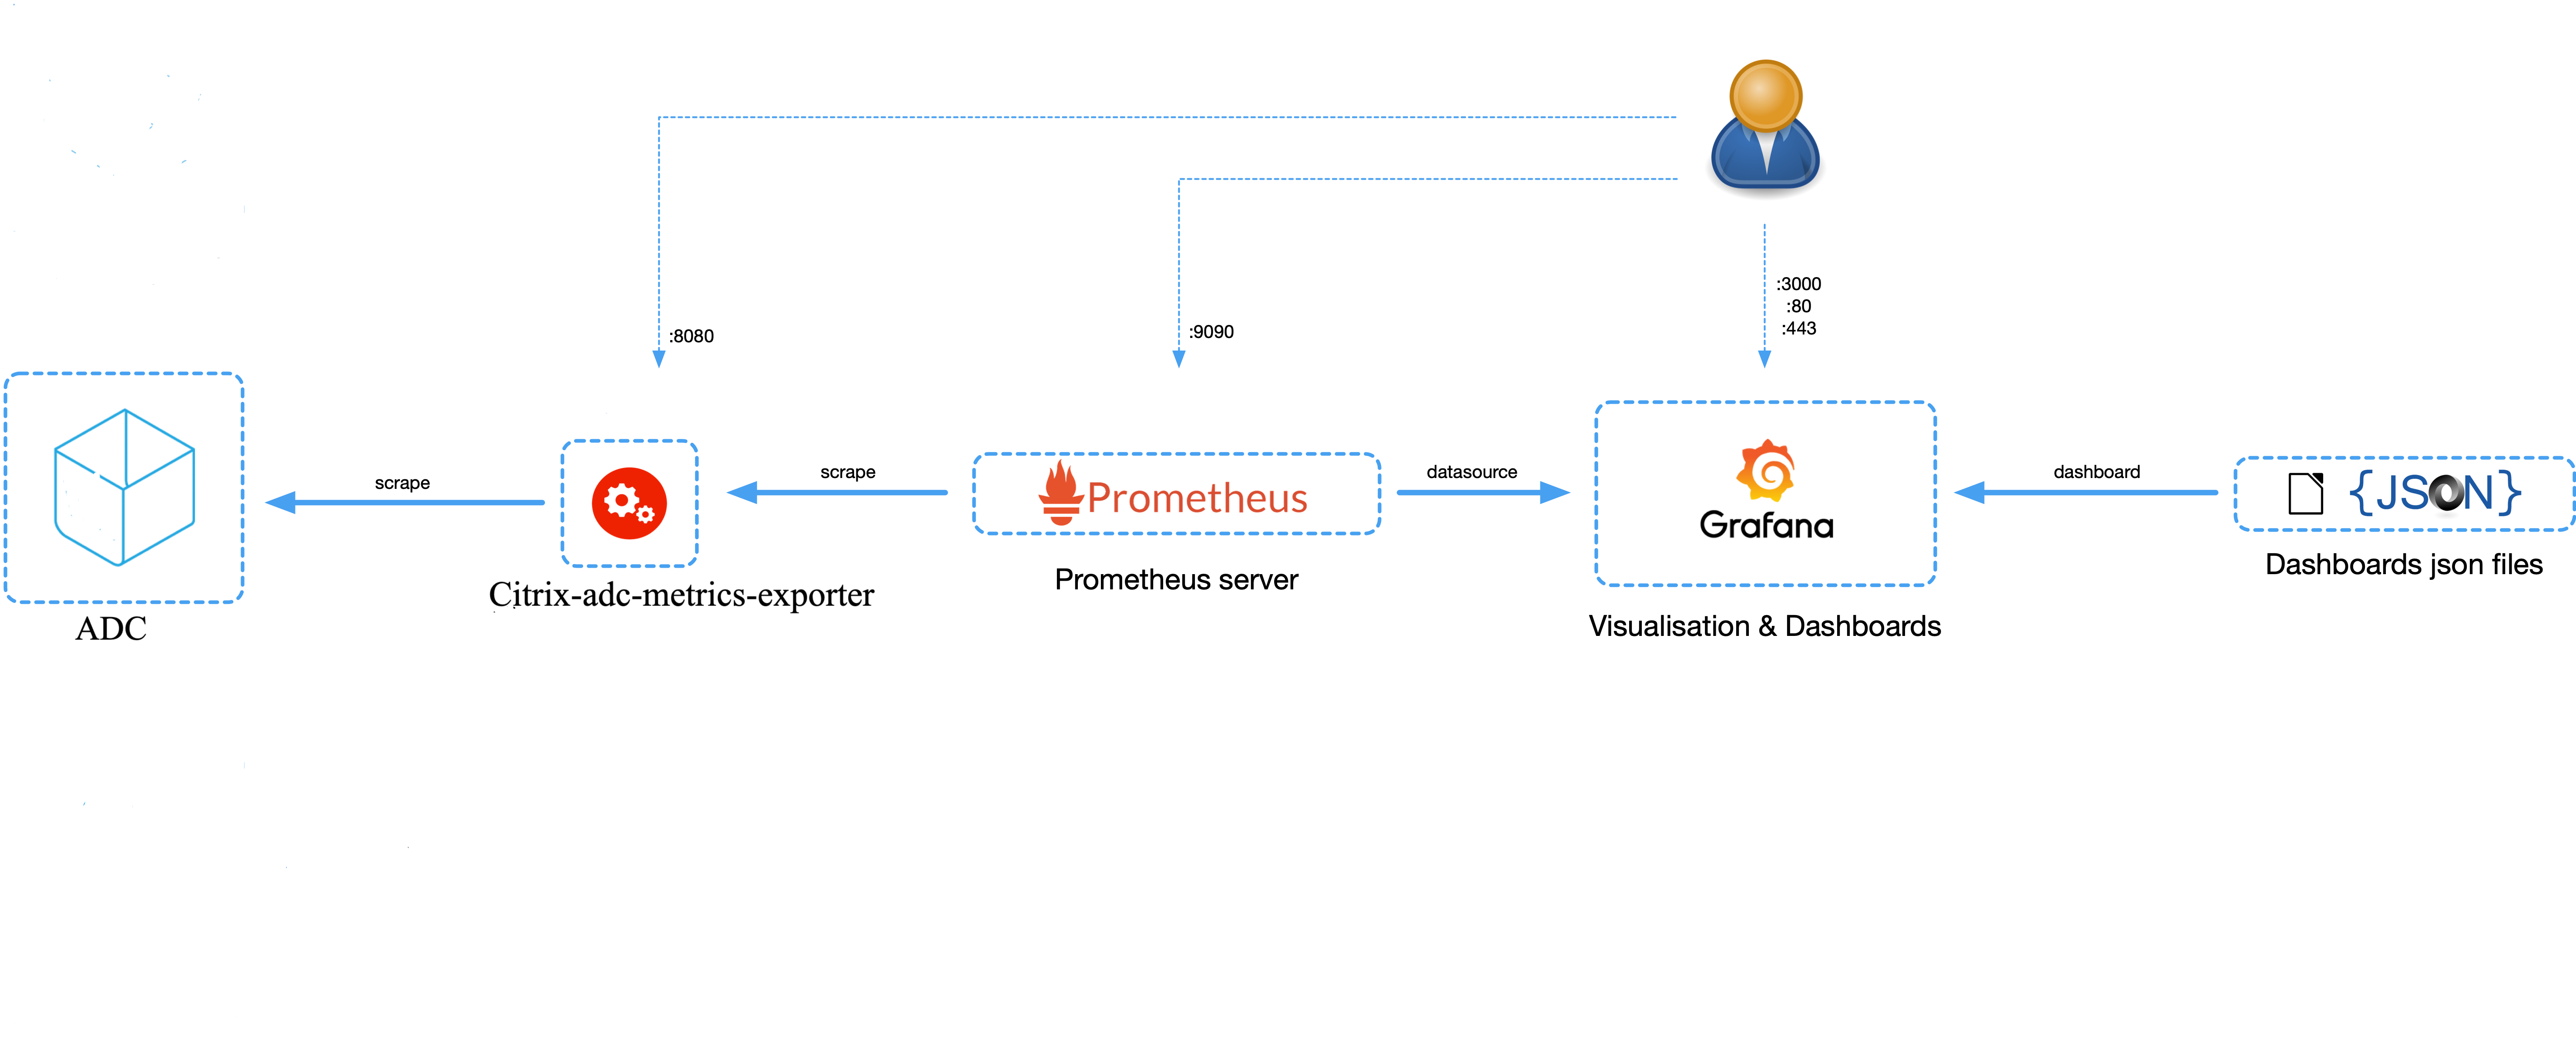 :3000
:80
:443
:8080
:9090
scrape
scrape
datasource
dashboard
Prometheus
Grafana
{JSON}
Citrix-adc-metrics-exporter
Prometheus server
Dashboards json files
ADC
Visualisation & Dashboards